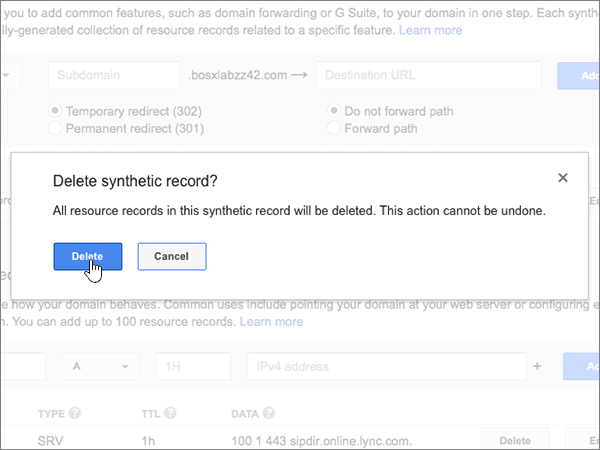 you to add common features, such as domain forwarding or G Suite, to your domain in one step. Each synthe
lly-generated collection of resource records related to a specific feature. Learn more
Subdomain .bosxlabzz42.com → Destination URL Add
Temporary redirect (302) Do not forward path
Permanent redirect (301) Forward path
Delete synthetic record? ×
ord Ed
All resource records in this synthetic record will be deleted. This action cannot be undone.
Delete Cancel
e how your domain behaves. Common uses include pointing your domain at your web server or configuring e
n. You can add up to 100 resource records. Learn more
A 1H IPv4 address + Ad
TYPE ? TTL ? DATA ?
SRV 1h 100 1 443 sipdir.online.lync.com. Delete Ed